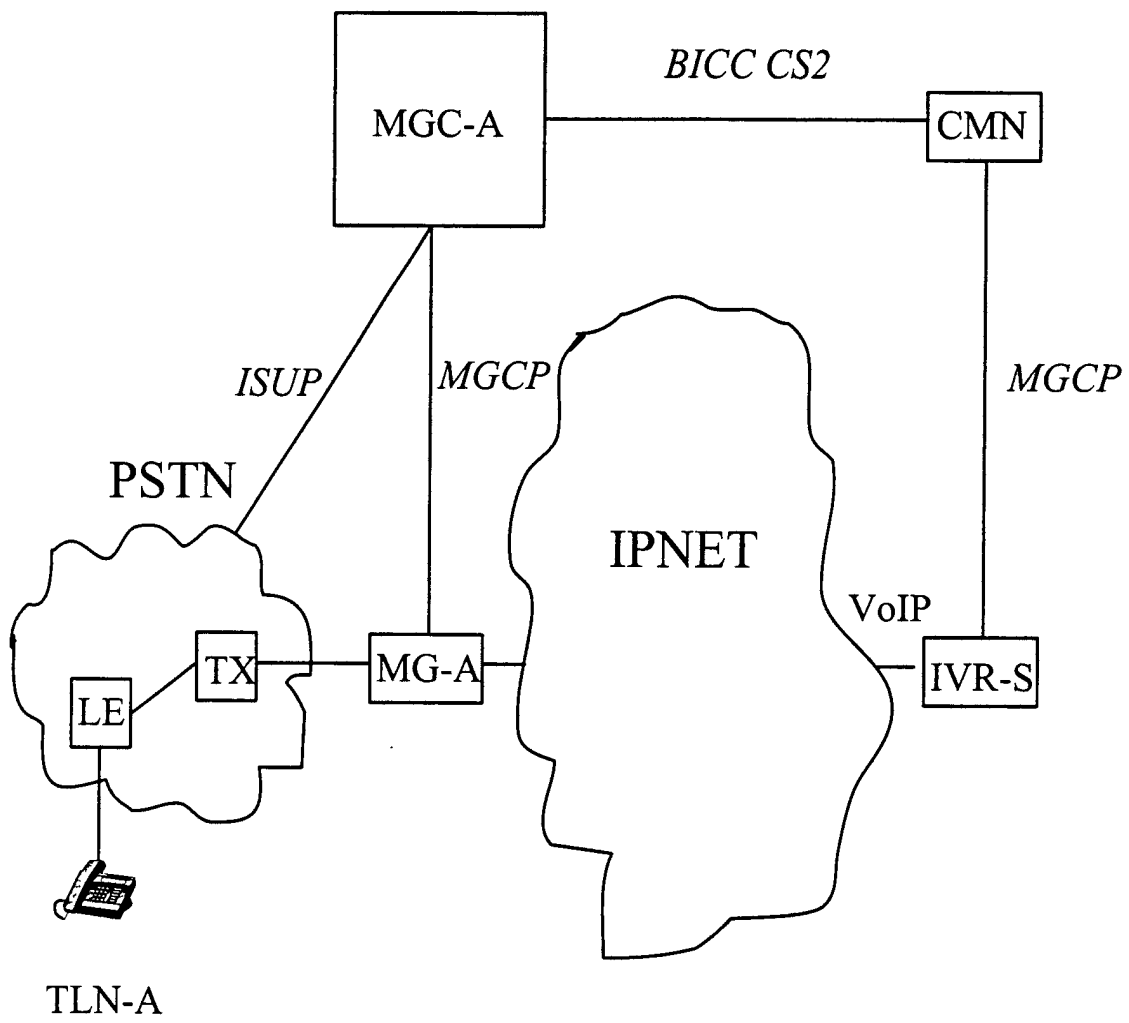 BICC CS2
MGC-A
CMN
ISUP
MGCP
MGCP
PSTN
IPNET
VoIP
TX
MG-A
IVR-S
LE
TLN-A